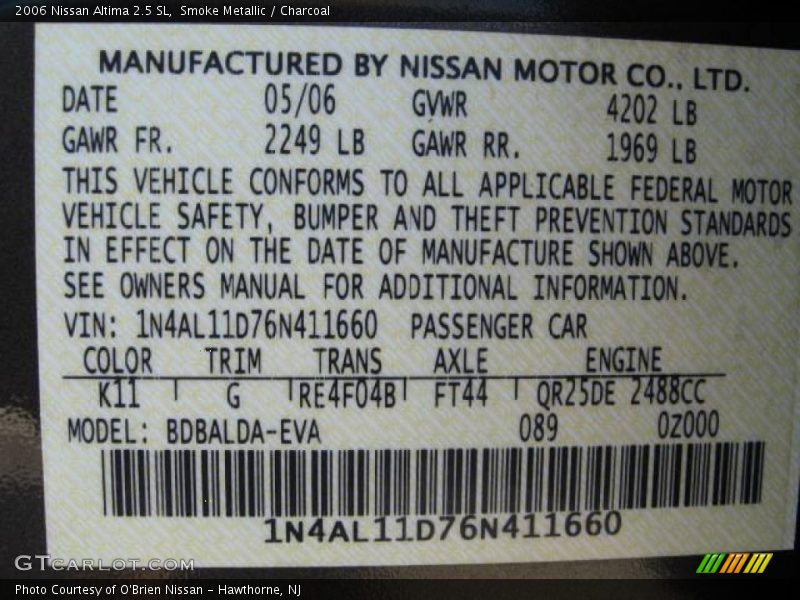 2006 Nissan Altima 2.5 SL,  Smoke Metallic / Charcoal
MANUFACTURED BY NISSAN MOTOR CO., LTD.
DATE 05/06 GVWR 4202 LB
GAWR FR. 2249 LB GAWR RR. 1969 LB
THIS VEHICLE CONFORMS TO ALL APPLICABLE FEDERAL MOTOR
VEHICLE SAFETY, BUMPER AND THEFT PREVENTION STANDARDS
IN EFFECT ON THE DATE OF MANUFACTURE SHOWN ABOVE.
SEE OWNERS MANUAL FOR ADDITIONAL INFORMATION.
VIN: 1N4AL11D76N411660 PASSENGER CAR
COLOR TRIM TRANS AXLE ENGINE
K11 G RE4F04B FT44 QR25DE 2488CC
MODEL: BDBALDA-EVA 089 0Z000
1N4AL11D76N411660
GTCARLOT.COM
Photo Courtesy of O'Brien Nissan - Hawthorne, NJ